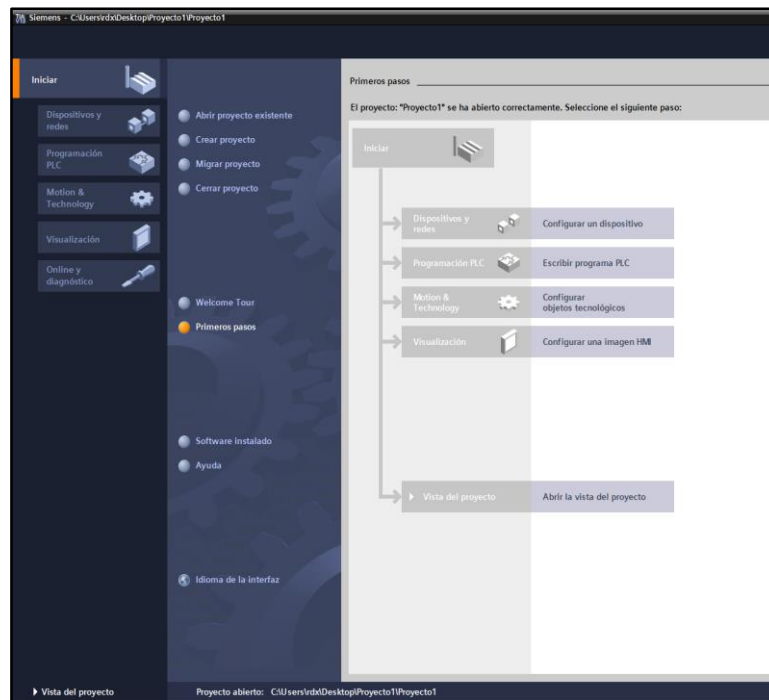 Siemens - C:\Users\rdx\Desktop\Proyecto1\Proyecto1
Iniciar
Dispositivos y
redes
Programación
PLC
Motion &
Technology
Visualización
Online y
diagnóstico
Abrir proyecto existente
Crear proyecto
Migrar proyecto
Cerrar proyecto
Welcome Tour
Primeros pasos
Software instalado
Ayuda
Idioma de la interfaz
Primeros pasos
El proyecto: "Proyecto1" se ha abierto correctamente. Seleccione el siguiente paso:
Iniciar
Dispositivos y
redes
Configurar un dispositivo
Programación PLC
Escribir programa PLC
Motion &
Technology
Configurar
objetos tecnológicos
Visualización
Configurar una imagen HMI
Vista del proyecto
Abrir la vista del proyecto
Vista del proyecto
Proyecto abierto: C:\Users\rdx\Desktop\Proyecto1\Proyecto1